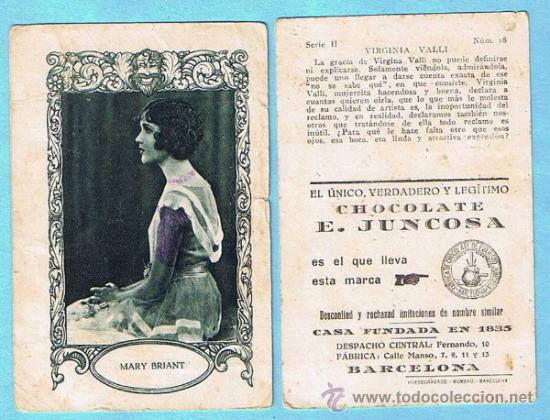 MARY BRIANT
Serie H Núm. 18
VIRGINIA VALLI
La gracia de Virgina Valli no puede definirse
ni explicarse. Solamente viéndola, admirándola,
puede uno llegar a darse cuenta exacta de ese
"no se sabe qué", en que consiste. Virginia
Valli, mujercita hacendosa y buena, declara a
cuantos quieren oirla, que lo que más le molesta
de su calidad de artista es, la inoportunidad del
reclamo, y en realidad, declaramos también nos-
otros que tratándose de ella todo reclamo es
inútil. ¿Para qué le hace falta otro que esos
ojos, esa boca, esa linda y atractiva expresión?
EL ÚNICO, VERDADERO Y LEGÍTIMO
CHOCOLATE
E. JUNCOSA
es el que lleva
esta marca
Desconfiad y rechazad imitaciones de nombre similar
CASA FUNDADA EN 1835
DESPACHO CENTRAL: Fernando, 10
FÁBRICA: Calle Manso, 7, 9, 11 y 13
BARCELONA
HUECOGRABADO - MUMBRÚ - BARCELONA
todocoleccion.net